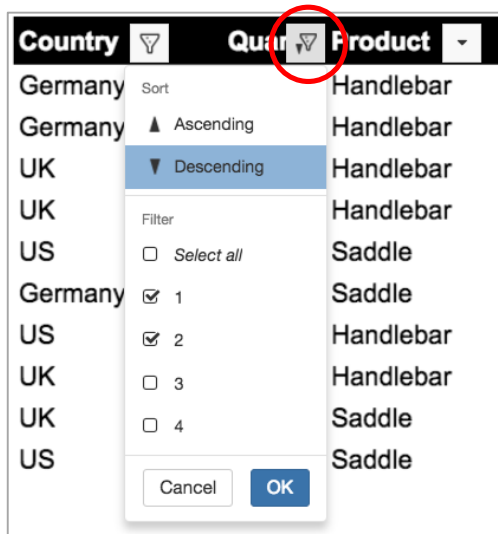 Country Quar Product
Germany Handlebar
Germany Handlebar
UK Handlebar
UK Handlebar
US Saddle
Germany Saddle
US Handlebar
UK Handlebar
UK Saddle
US Saddle
Sort
Ascending
Descending
Filter
Select all
1
2
3
4
Cancel OK